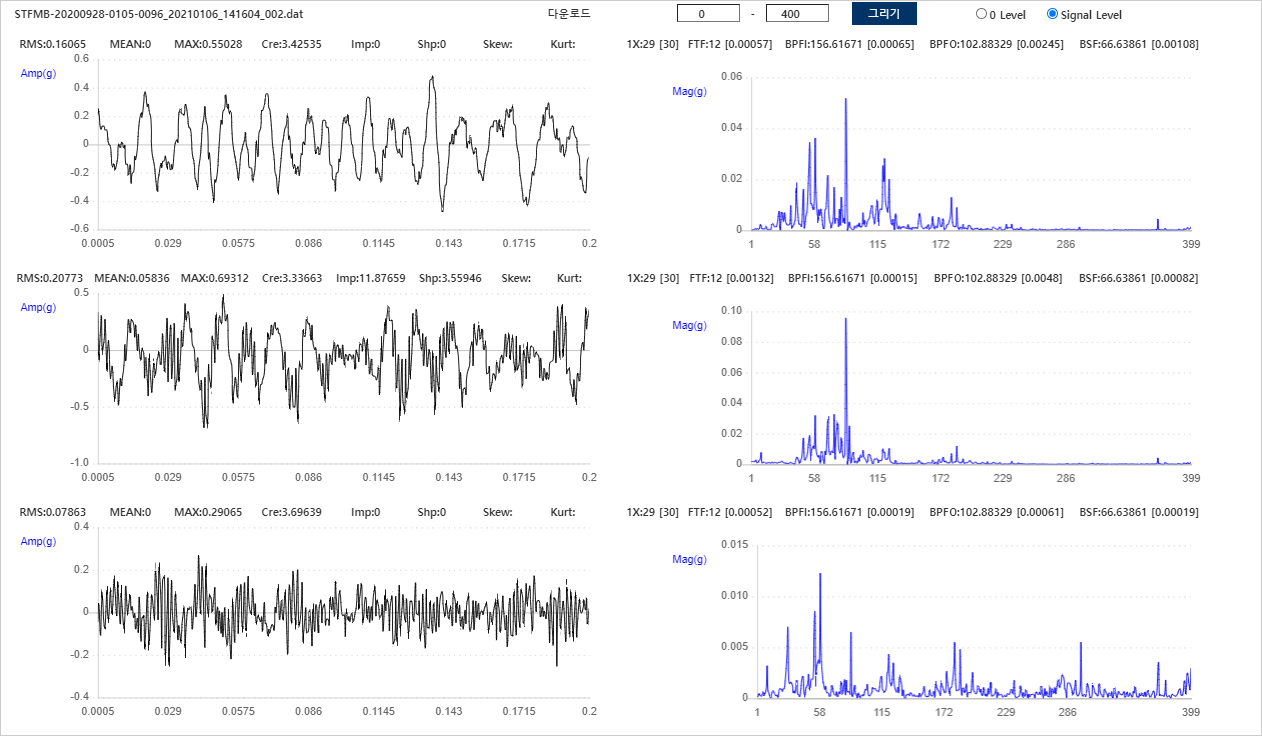 STFMB-20200928-0105-0096_20210106_141604_002.dat 다운로드 0 - 400 그리기 0 Level Signal Level
RMS:0.16065 MEAN:0 MAX:0.55028 Cre:3.42535 Imp:0 Shp:0 Skew: Kurt:
Amp(g)
0.6
0.4
0.2
0
-0.2
-0.4
-0.6
0.0005 0.029 0.0575 0.086 0.1145 0.143 0.1715 0.2
1X:29 [30] FTF:12 [0.00057] BPFI:156.61671 [0.00065] BPFO:102.88329 [0.00245] BSF:66.63861 [0.00108]
Mag(g)
0.06
0.04
0.02
0
1 58 115 172 229 286 399
RMS:0.20773 MEAN:0.05836 MAX:0.69312 Cre:3.33663 Imp:11.87659 Shp:3.55946 Skew: Kurt:
Amp(g)
0.5
0
-0.5
-1.0
0.0005 0.029 0.0575 0.086 0.1145 0.143 0.1715 0.2
1X:29 [30] FTF:12 [0.00132] BPFI:156.61671 [0.00015] BPFO:102.88329 [0.0048] BSF:66.63861 [0.00082]
Mag(g)
0.10
0.08
0.06
0.04
0.02
0
1 58 115 172 229 286 399
RMS:0.07863 MEAN:0 MAX:0.29065 Cre:3.69639 Imp:0 Shp:0 Skew: Kurt:
Amp(g)
0.4
0.2
0
-0.2
-0.4
0.0005 0.029 0.0575 0.086 0.1145 0.143 0.1715 0.2
1X:29 [30] FTF:12 [0.00052] BPFI:156.61671 [0.00019] BPFO:102.88329 [0.00061] BSF:66.63861 [0.00019]
Mag(g)
0.015
0.010
0.005
0
1 58 115 172 229 286 399